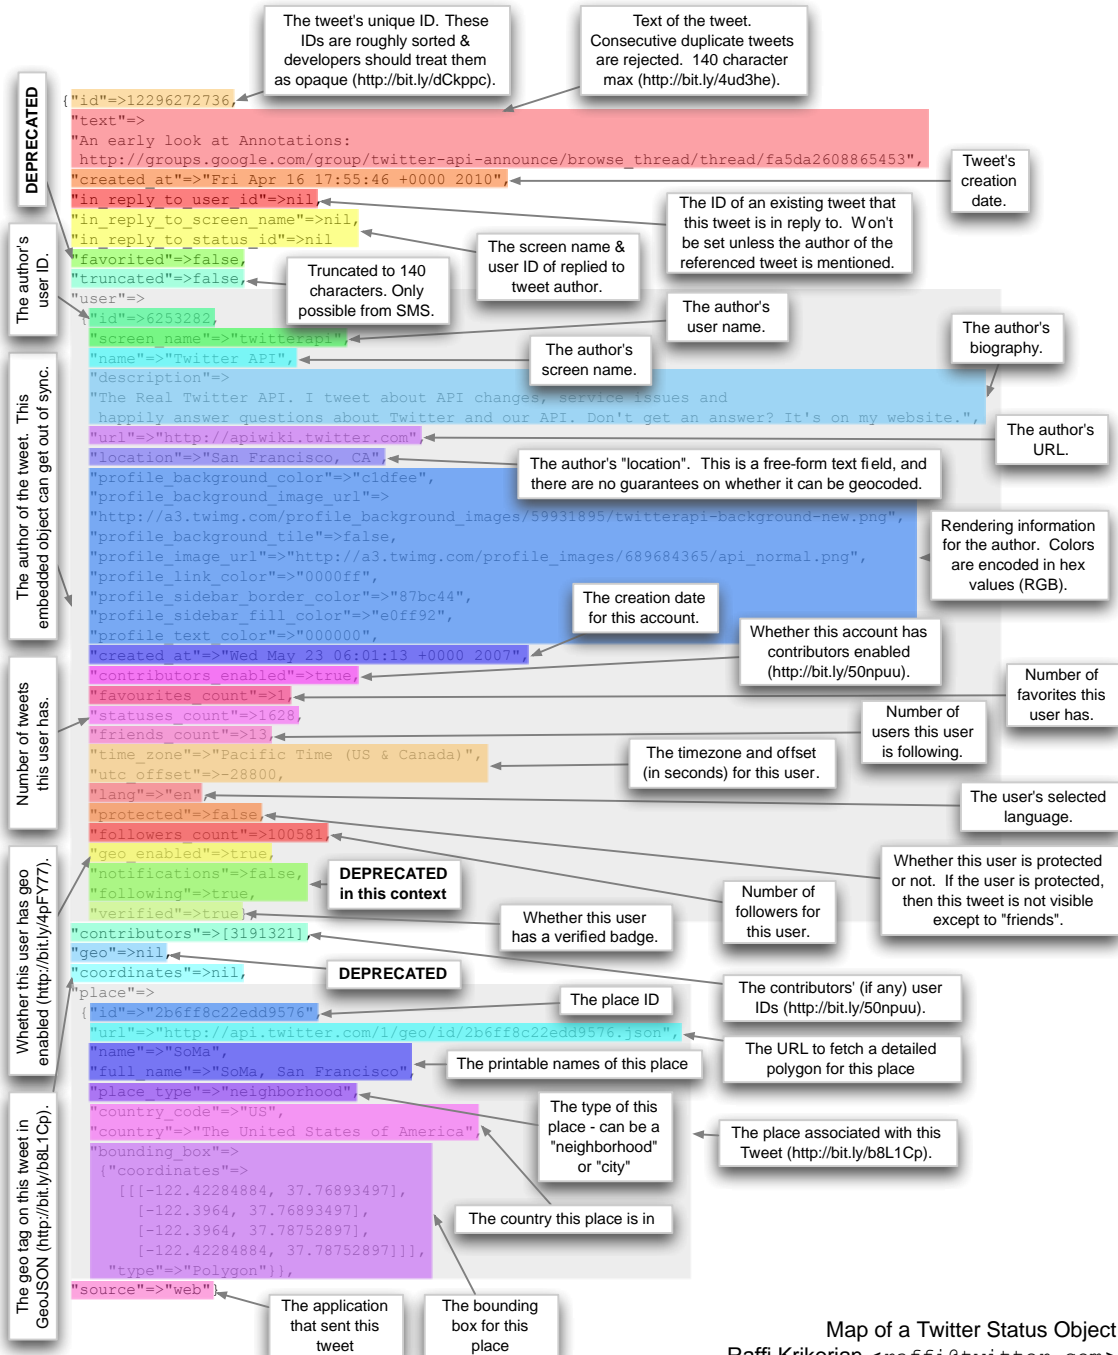 The tweet's unique ID. These
IDs are roughly sorted &
developers should treat them
as opaque (http://bit.ly/dCkppc).
Text of the tweet.
Consecutive duplicate tweets
are rejected. 140 character
max (http://bit.ly/4ud3he).
DEPRECATED
{"id"=>12296272736,
"text"=>
"An early look at Annotations:
http://groups.google.com/group/twitter-api-announce/browse_thread/thread/fa5da2608865453",
"created_at"=>"Fri Apr 16 17:55:46 +0000 2010",
Tweet's
creation
date.
"in_reply_to_user_id"=>nil,
"in_reply_to_screen_name"=>nil,
"in_reply_to_status_id"=>nil
The ID of an existing tweet that
this tweet is in reply to. Won't
be set unless the author of the
referenced tweet is mentioned.
The screen name &
user ID of replied to
tweet author.
"favorited"=>false,
"truncated"=>false,
Truncated to 140
characters. Only
possible from SMS.
The author's
user ID.
"user"=>
{"id"=>6253282,
"screen_name"=>"twitterapi",
The author's
user name.
"name"=>"Twitter API",
The author's
screen name.
The author's
biography.
"description"=>
"The Real Twitter API. I tweet about API changes, service issues and
happily answer questions about Twitter and our API. Don't get an answer? It's on my website.",
"url"=>"http://apiwiki.twitter.com",
The author's
URL.
"location"=>"San Francisco, CA",
The author's "location". This is a free-form text field, and
there are no guarantees on whether it can be geocoded.
The author of the tweet. This
embedded object can get out of sync.
"profile_background_color"=>"c1dfee",
"profile_background_image_url"=>
"http://a3.twimg.com/profile_background_images/59931895/twitterapi-background-new.png",
"profile_background_tile"=>false,
"profile_image_url"=>"http://a3.twimg.com/profile_images/689684365/api_normal.png",
"profile_link_color"=>"0000ff",
"profile_sidebar_border_color"=>"87bc44",
"profile_sidebar_fill_color"=>"e0ff92",
"profile_text_color"=>"000000",
Rendering information
for the author. Colors
are encoded in hex
values (RGB).
The creation date
for this account.
"created_at"=>"Wed May 23 06:01:13 +0000 2007",
"contributors_enabled"=>true,
Whether this account has
contributors enabled
(http://bit.ly/50npuu).
"favourites_count"=>1,
Number of
favorites this
user has.
"statuses_count"=>1628,
Number of tweets
this user has.
"friends_count"=>13,
Number of
users this user
is following.
"time_zone"=>"Pacific Time (US & Canada)",
"utc_offset"=>-28800,
The timezone and offset
(in seconds) for this user.
"lang"=>"en",
The user's selected
language.
"protected"=>false,
"followers_count"=>100581,
"geo_enabled"=>true,
Whether this user is protected
or not. If the user is protected,
then this tweet is not visible
except to "friends".
Number of
followers for
this user.
Whether this user has geo
enabled (http://bit.ly/4pFY77).
"notifications"=>false,
"following"=>true,
DEPRECATED
in this context
"verified"=>true},
Whether this user
has a verified badge.
"contributors"=>[3191321],
The contributors' (if any) user
IDs (http://bit.ly/50npuu).
"geo"=>nil,
DEPRECATED
"coordinates"=>nil,
The geo tag on this tweet in
GeoJSON (http://bit.ly/b8L1Cp).
"place"=>
{"id"=>"2b6ff8c22edd9576",
The place ID
"url"=>"http://api.twitter.com/1/geo/id/2b6ff8c22edd9576.json",
The URL to fetch a detailed
polygon for this place
"name"=>"SoMa",
"full_name"=>"SoMa, San Francisco",
The printable names of this place
"place_type"=>"neighborhood",
The type of this
place - can be a
"neighborhood"
or "city"
"country_code"=>"US",
"country"=>"The United States of America",
The country this place is in
The place associated with this
Tweet (http://bit.ly/b8L1Cp).
"bounding_box"=>
{"coordinates"=>
[[[-122.42284884, 37.76893497],
[-122.3964, 37.76893497],
[-122.3964, 37.78752897],
[-122.42284884, 37.78752897]]],
"type"=>"Polygon"}},
The bounding
box for this
place
"source"=>"web"}
The application
that sent this
tweet
Map of a Twitter Status Object
Raffi Krikorian <raffi@twitter.com>